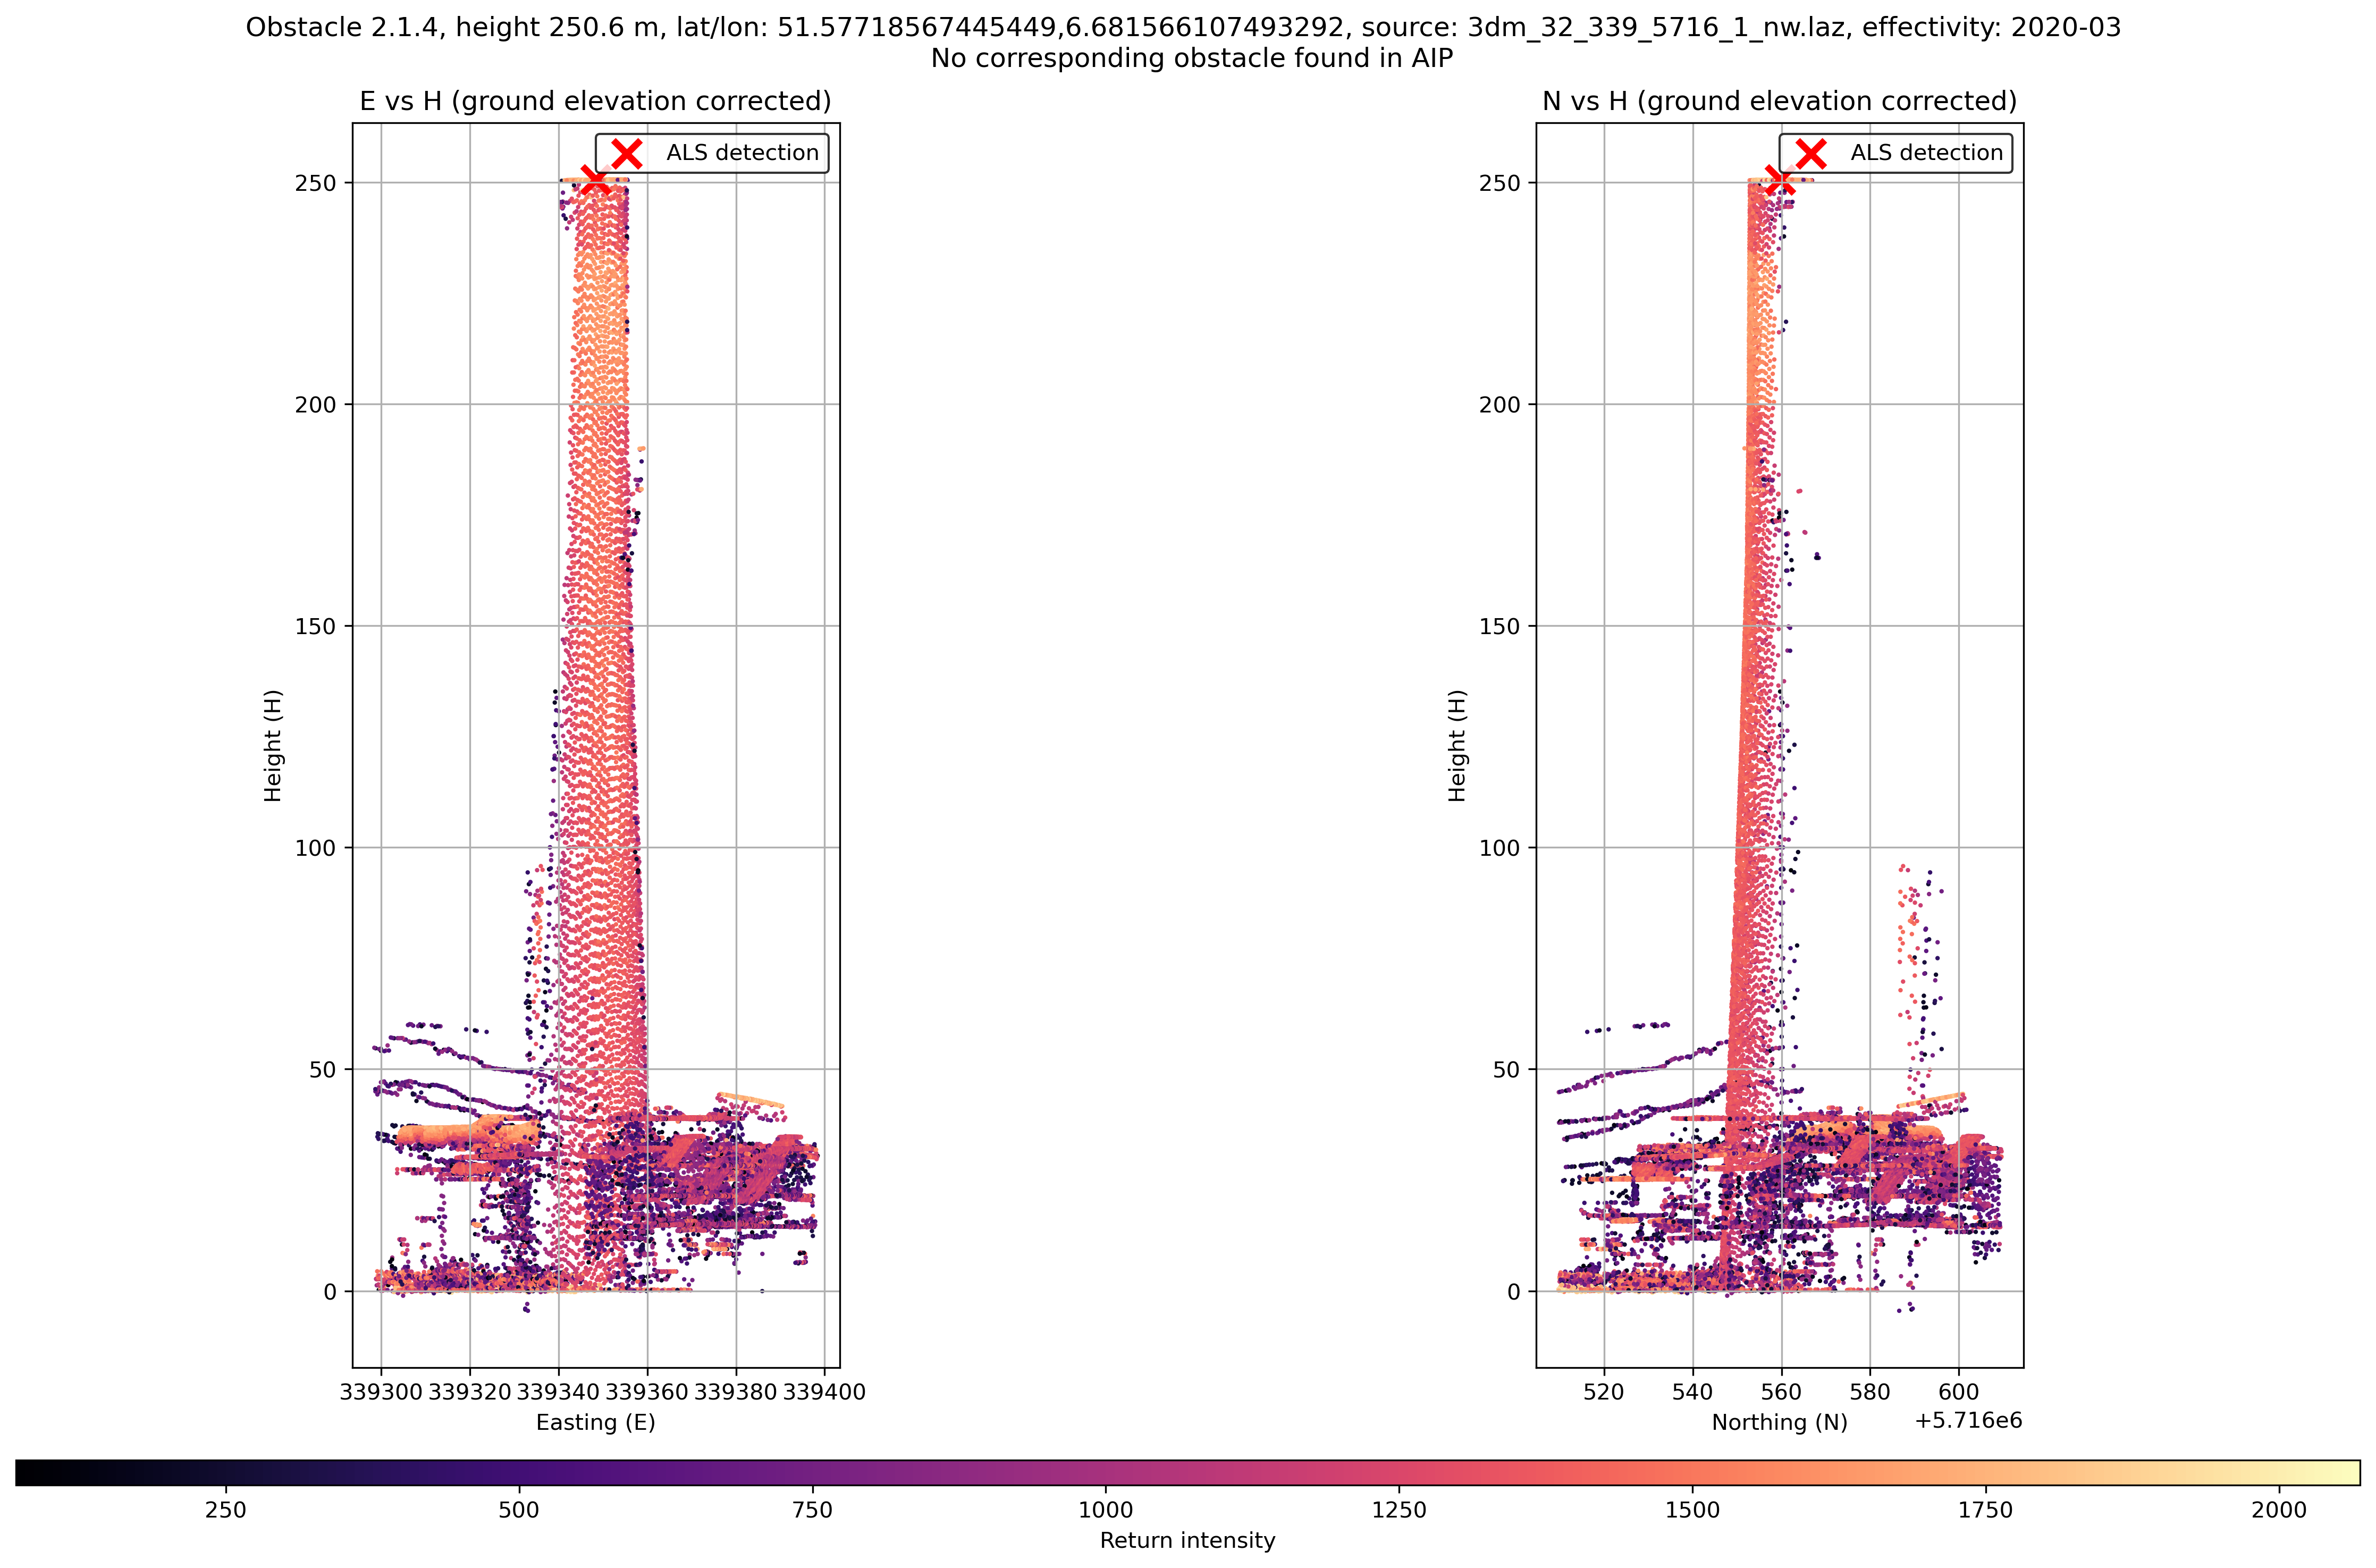 Obstacle 2.1.4, height 250.6 m, lat/lon: 51.57718567445449,6.681566107493292, source: 3dm_32_339_5716_1_nw.laz, effectivity: 2020-03
No corresponding obstacle found in AIP
E vs H (ground elevation corrected)
ALS detection
250
200
150
100
50
0
Height (H)
339300 339320 339340 339360 339380 339400
Easting (E)
N vs H (ground elevation corrected)
ALS detection
250
200
150
100
50
0
Height (H)
520 540 560 580 600
Northing (N)
+5.716e6
250 500 750 1000 1250 1500 1750 2000
Return intensity